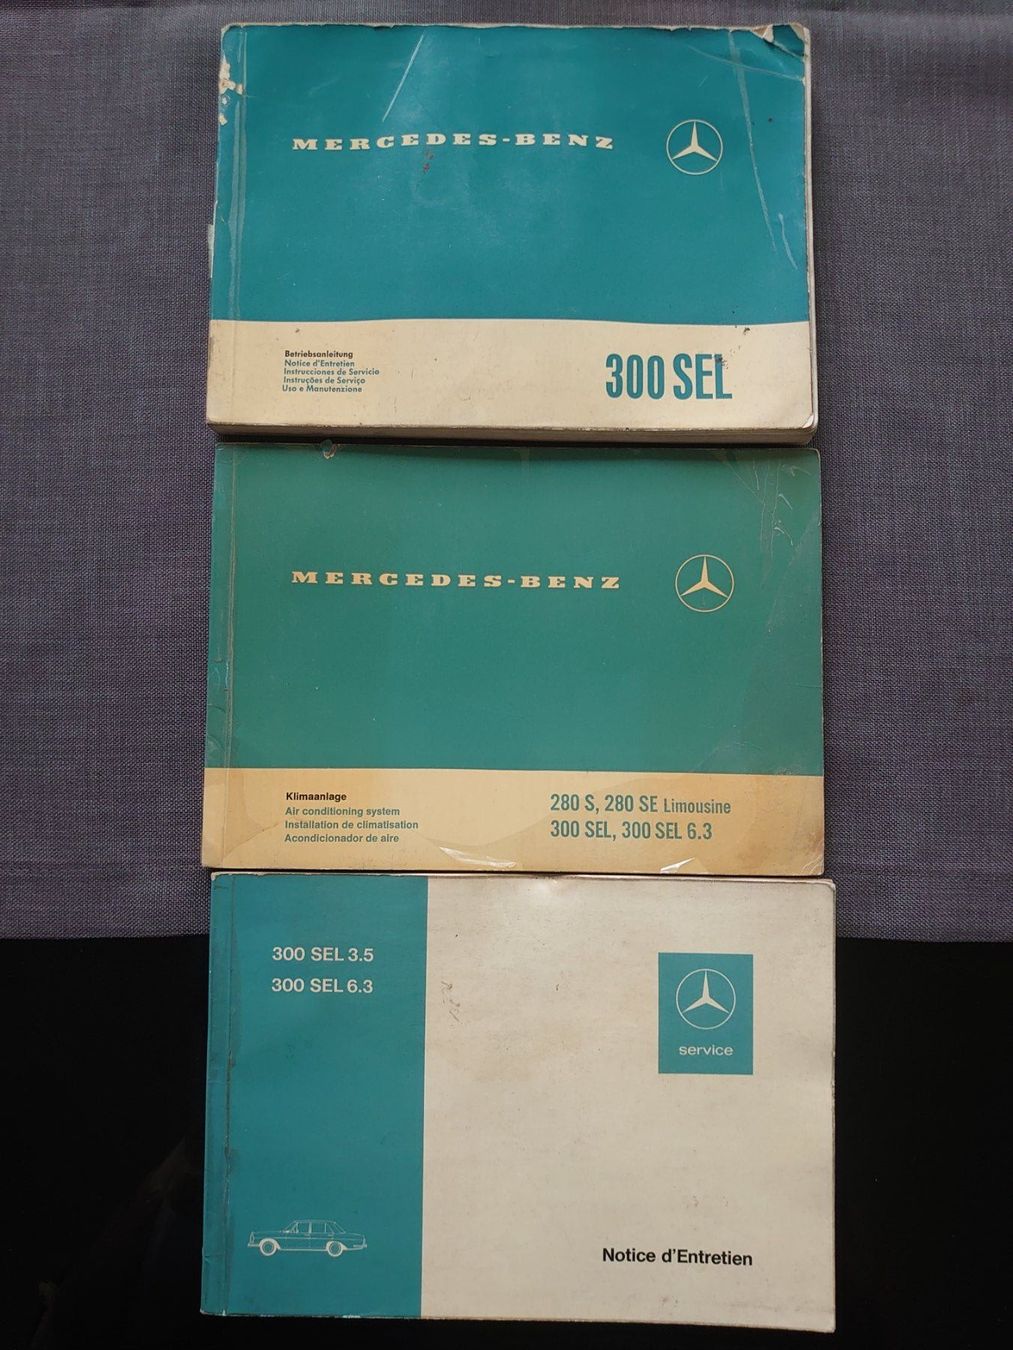 MERCEDES-BENZ
Betriebsanleitung
Notice d'Entretien
Instrucciones de Servicio
Instruções de Serviço
Uso e Manutenzione
300 SEL
MERCEDES-BENZ
Klimaanlage
Air conditioning system
Installation de climatisation
Acondicionador de aire
280 S, 280 SE Limousine
300 SEL, 300 SEL 6.3
300 SEL 3.5
300 SEL 6.3
service
Notice d'Entretien